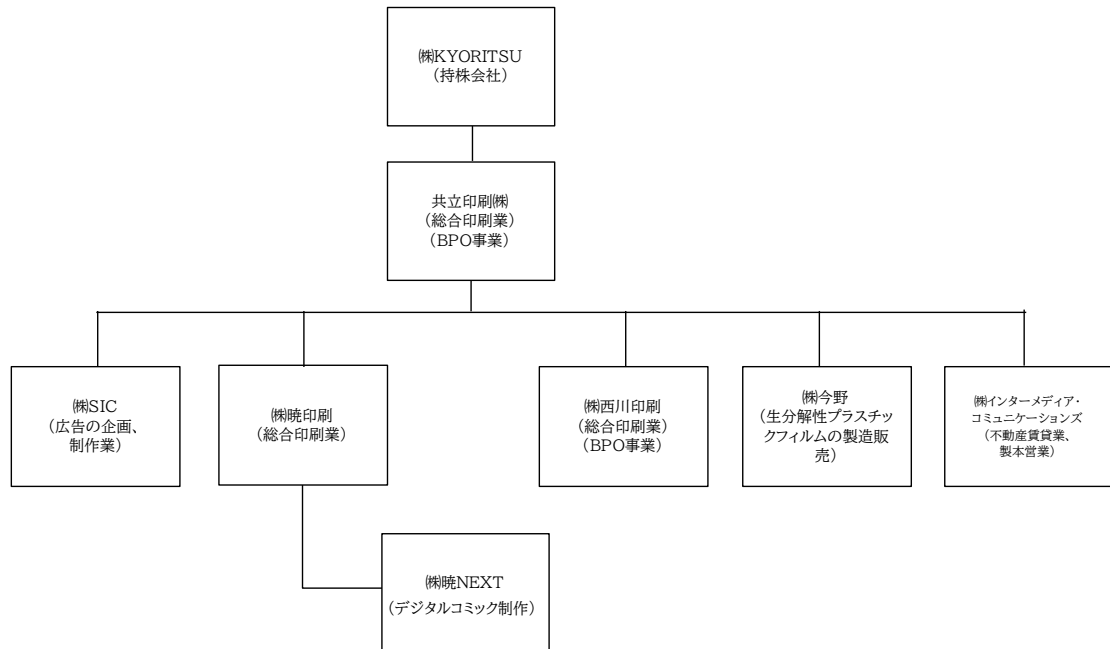 ㈱KYORITSU
（持株会社）
共立印刷㈱
（総合印刷業）
（BPO事業）
㈱SIC
（広告の企画、
制作業）
㈱暁印刷
（総合印刷業）
㈱西川印刷
（総合印刷業）
（BPO事業）
㈱今野
（生分解性プラスチッ
クフィルムの製造販
売）
㈱インターメディア・
コミュニケーションズ
（不動産賃貸業、
製本営業）
㈱暁NEXT
（デジタルコミック制作）